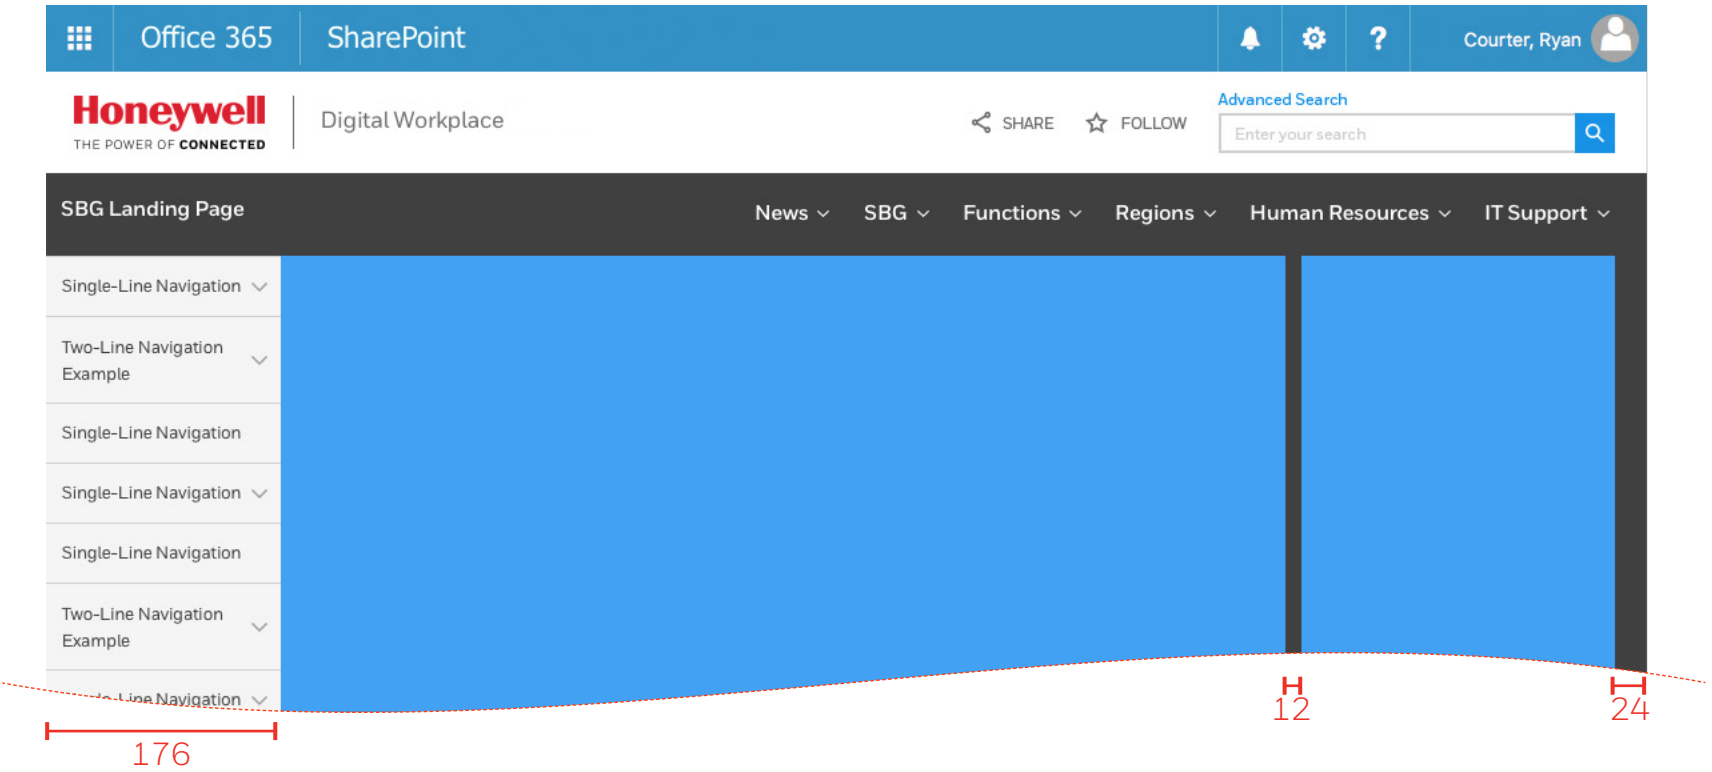 Office 365
SharePoint
?
Courter, Ryan
Honeywell
THE POWER OF CONNECTED
Digital Workplace
SHARE
FOLLOW
Advanced Search
Enter your search
SBG Landing Page
News
SBG
Functions
Regions
Human Resources
IT Support
Single-Line Navigation
Two-Line Navigation
Example
Single-Line Navigation
Single-Line Navigation
Single-Line Navigation
Two-Line Navigation
Example
Line Navigation
12
24
176